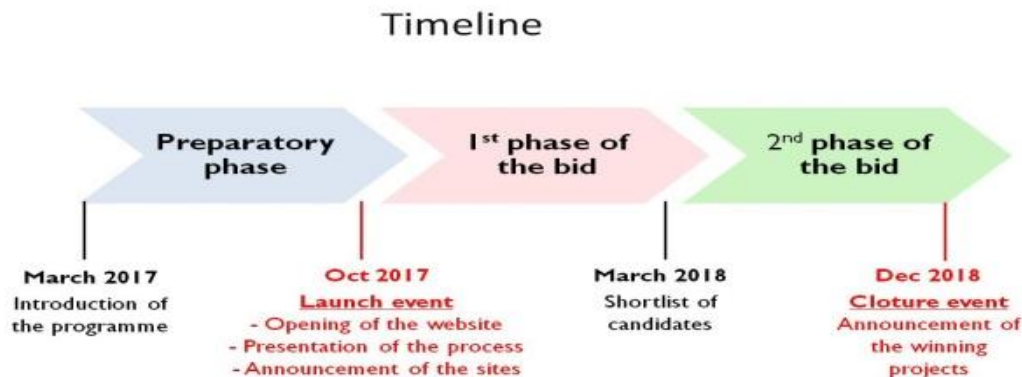 Timeline
Preparatory
phase
1st phase of
the bid
2nd phase of
the bid
March 2017
Introduction of
the programme
Oct 2017
Launch event
- Opening of the website
- Presentation of the process
- Announcement of the sites
March 2018
Shortlist of
candidates
Dec 2018
Cloture event
Announcement of
the winning
projects